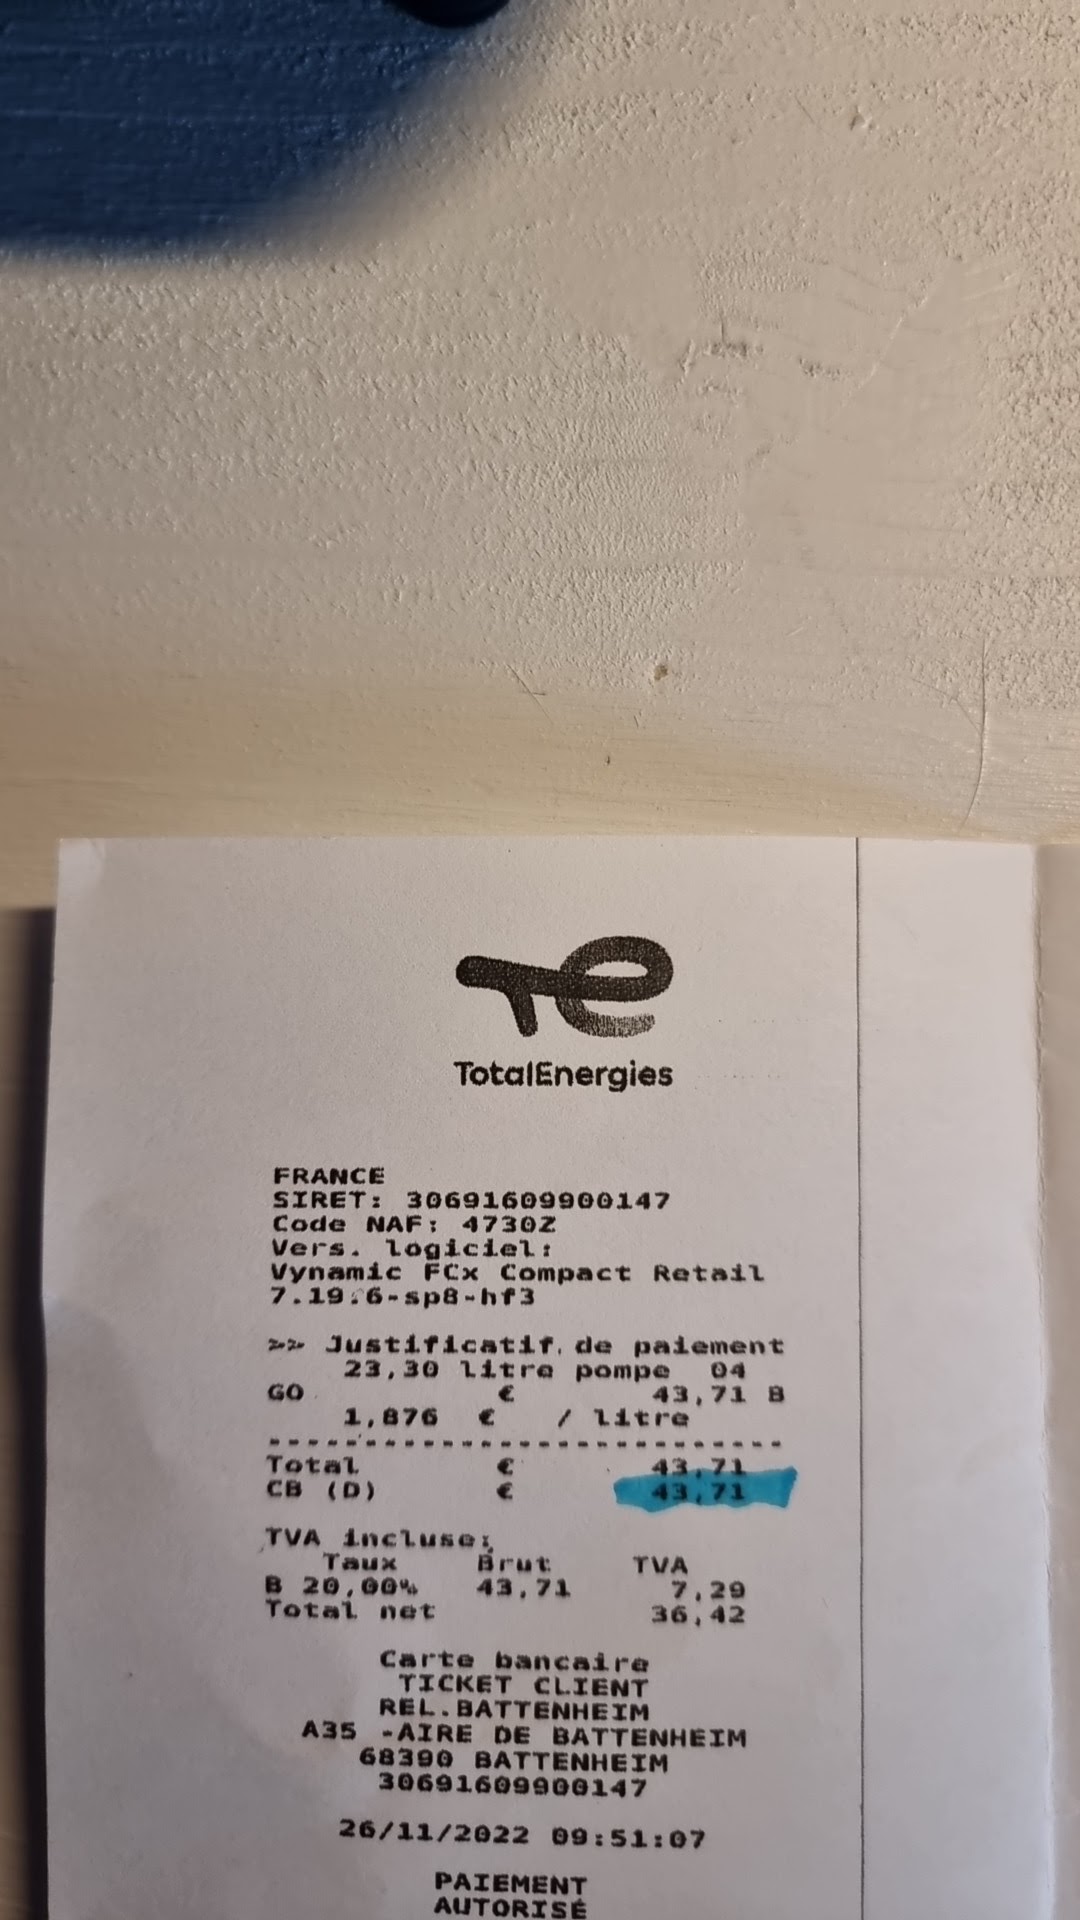 TotalEnergies
FRANCE
SIRET: 30691609900147
Code NAF: 4730Z
Vers. logiciel:
Vynamic FCx Compact Retail
7.19.6-sp8-hf3
>> Justificatif de paiement
23,30 litre pompe 04
GO € 43,71 B
1,876 € / litre
--------------------------------
Total € 43,71
CB (D) € 43,71
TVA incluse:
Taux Brut TVA
B 20,00% 43,71 7,29
Total net 36,42
Carte bancaire
TICKET CLIENT
REL.BATTENHEIM
A35 -AIRE DE BATTENHEIM
68390 BATTENHEIM
30691609900147
26/11/2022 09:51:07
PAIEMENT
AUTORISÉ